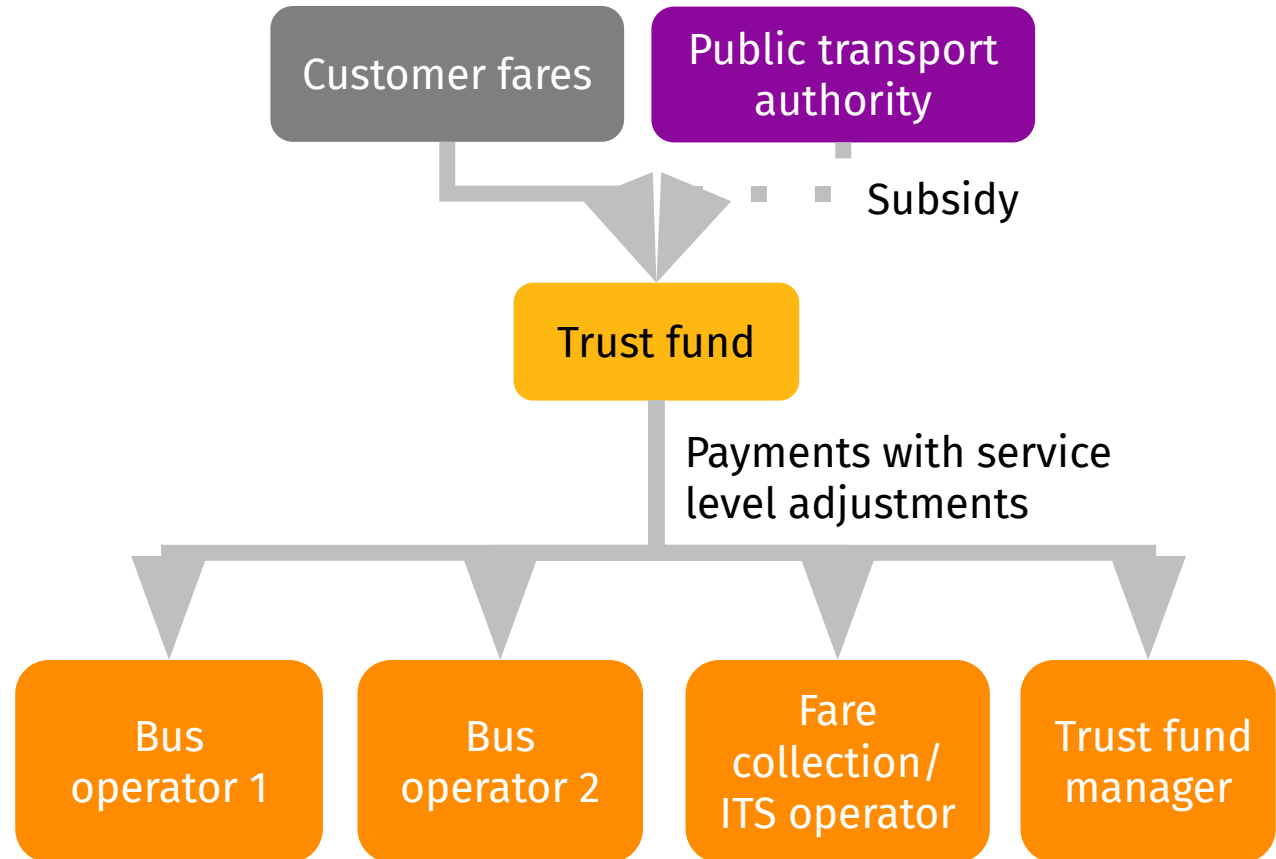 Customer fares
Public transport
authority
Subsidy
Trust fund
Payments with service
level adjustments
Bus
operator 1
Bus
operator 2
Fare
collection/
ITS operator
Trust fund
manager